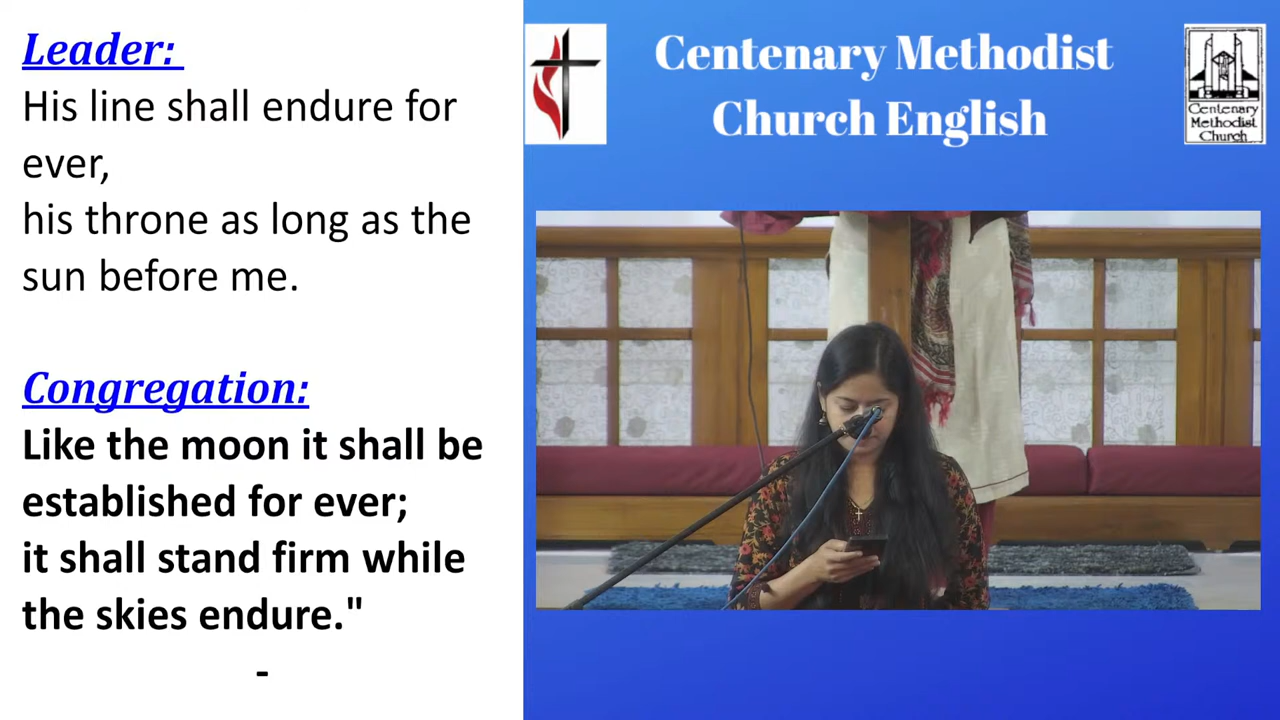 Leader:
His line shall endure for
ever,
his throne as long as the
sun before me.
Congregation:
Like the moon it shall be
established for ever;
it shall stand firm while
the skies endure."
-
Centenary Methodist
Church English
Centenary
Methodist
Church